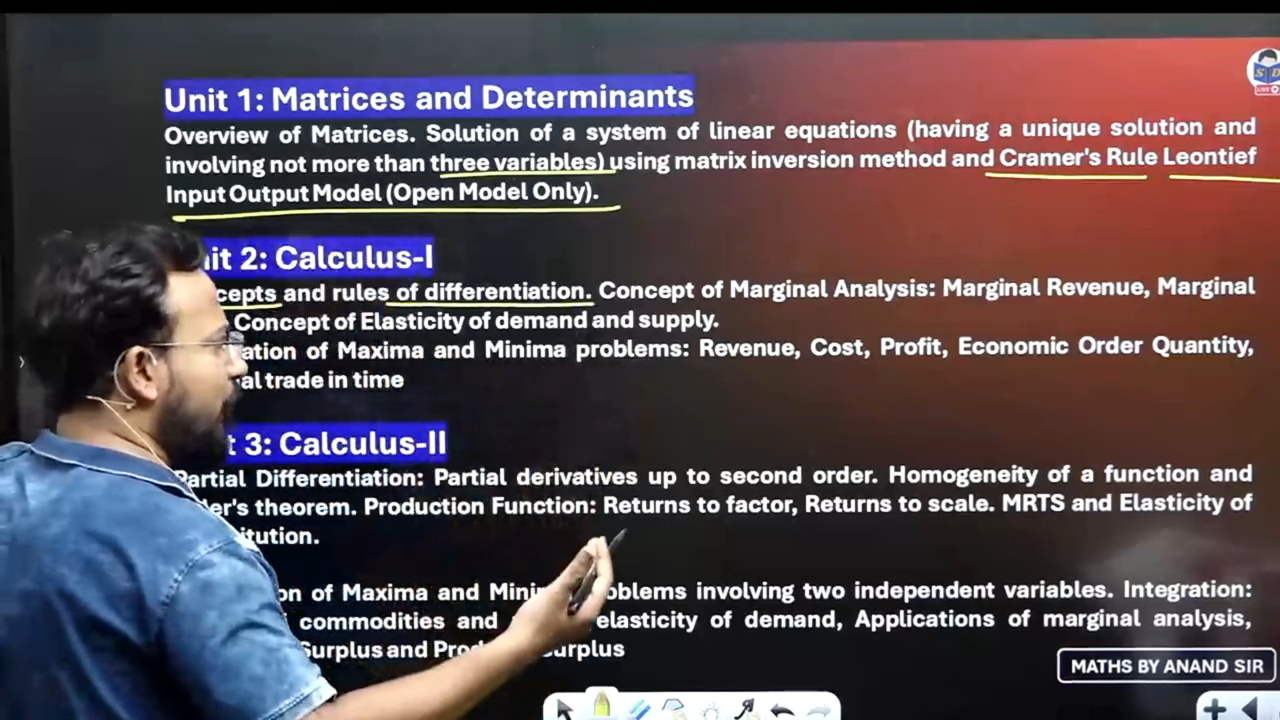 Unit 1: Matrices and Determinants
Overview of Matrices. Solution of a system of linear equations (having a unique solution and
involving not more than three variables) using matrix inversion method and Cramer's Rule Leontief
Input Output Model (Open Model Only).
it 2: Calculus-I
cepts and rules of differentiation. Concept of Marginal Analysis: Marginal Revenue, Marginal
Concept of Elasticity of demand and supply.
ation of Maxima and Minima problems: Revenue, Cost, Profit, Economic Order Quantity,
al trade in time
t 3: Calculus-II
Partial Differentiation: Partial derivatives up to second order. Homogeneity of a function and
er's theorem. Production Function: Returns to factor, Returns to scale. MRTS and Elasticity of
itution.
on of Maxima and Minim oblems involving two independent variables. Integration:
commodities and elasticity of demand, Applications of marginal analysis,
Surplus and Prod Surplus
MATHS BY ANAND SIR
SD
LIVE